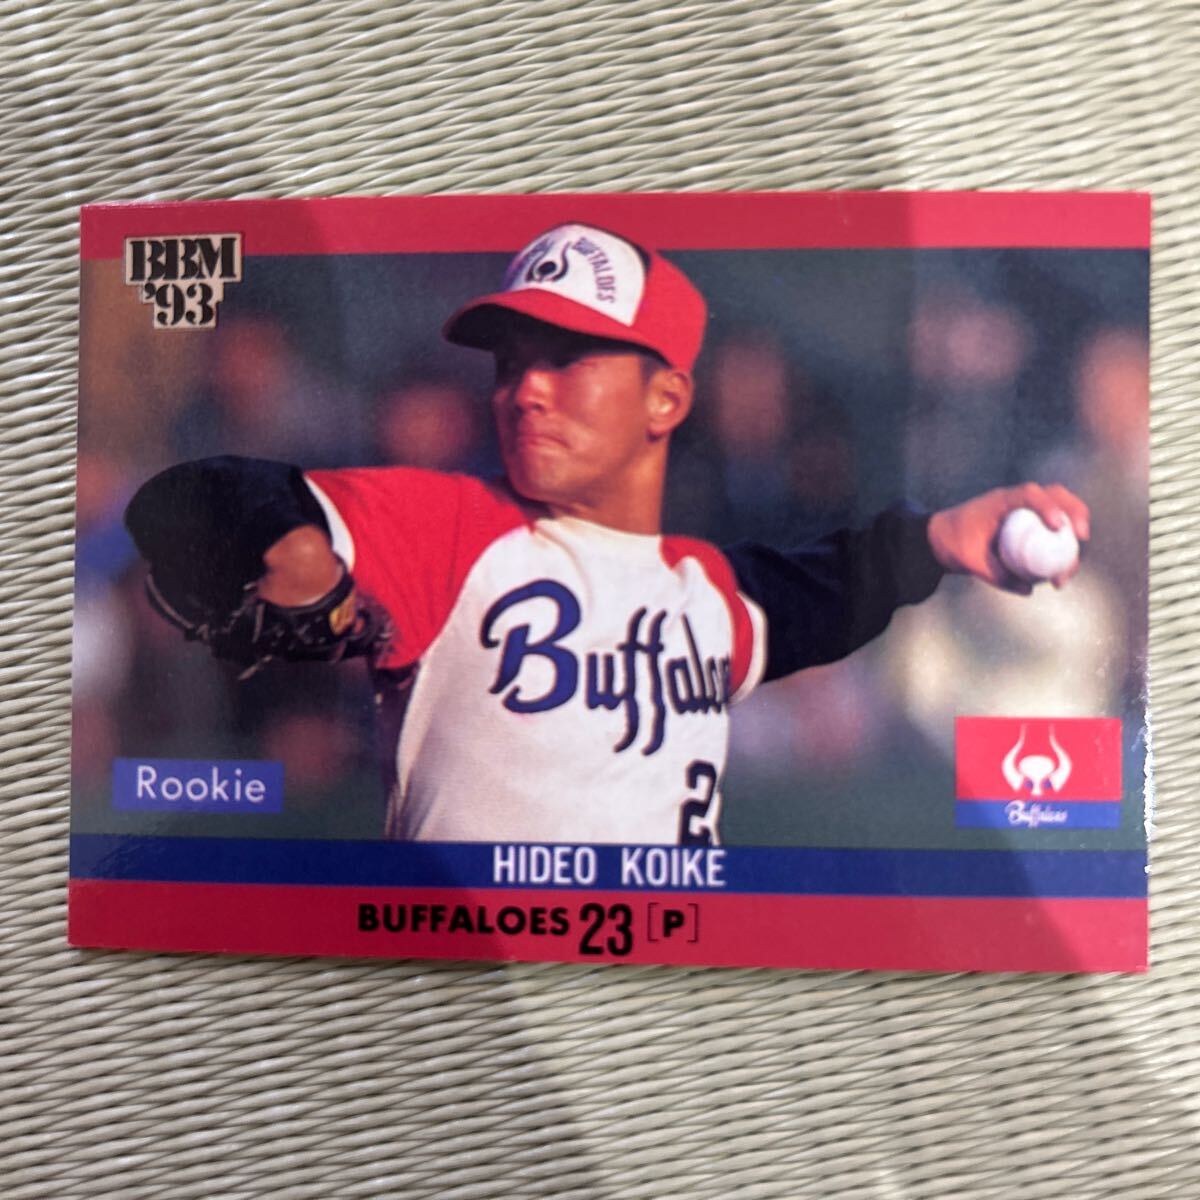 BBM
'93
BUFFALOES
Buffaloes
2
Rookie
Buffaloes
HIDEO KOIKE
BUFFALOES 23 [P]